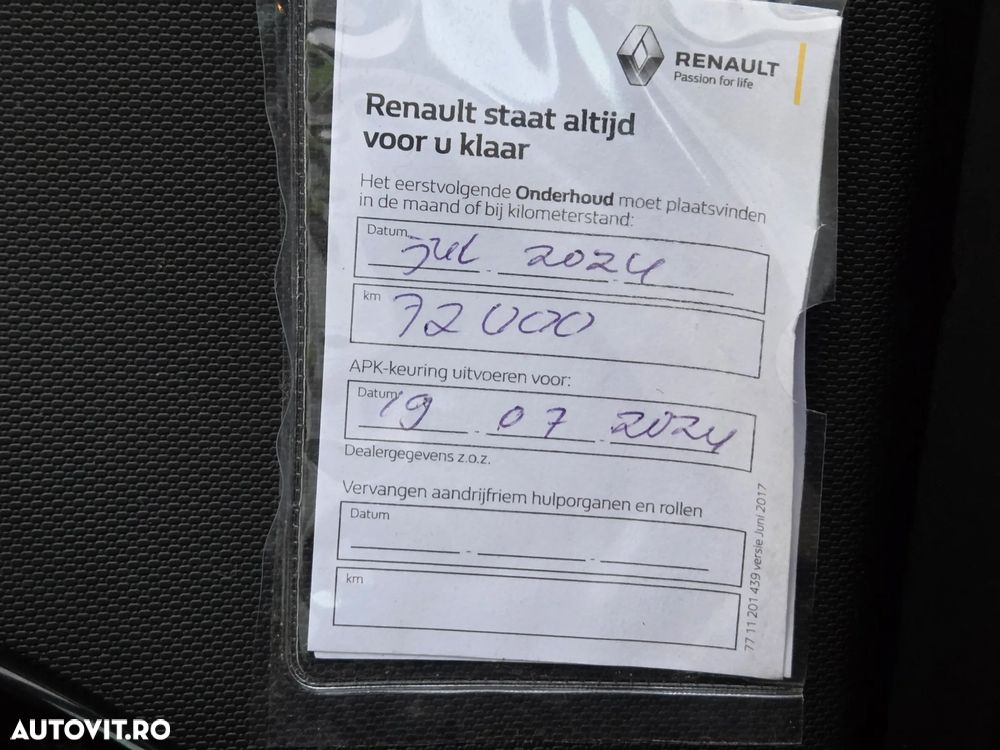 RENAULT
Passion for life
Renault staat altijd
voor u klaar
Het eerstvolgende Onderhoud moet plaatsvinden
in de maand of bij kilometerstand:
Datum
jul 2024
km
72000
APK-keuring uitvoeren voor:
Datum
19 07 2024
Dealergegevens z.o.z.
Vervangen aandrijfriem hulporganen en rollen
Datum
km
77 11 201 439 versie Juni 2017
AUTOVIT.RO